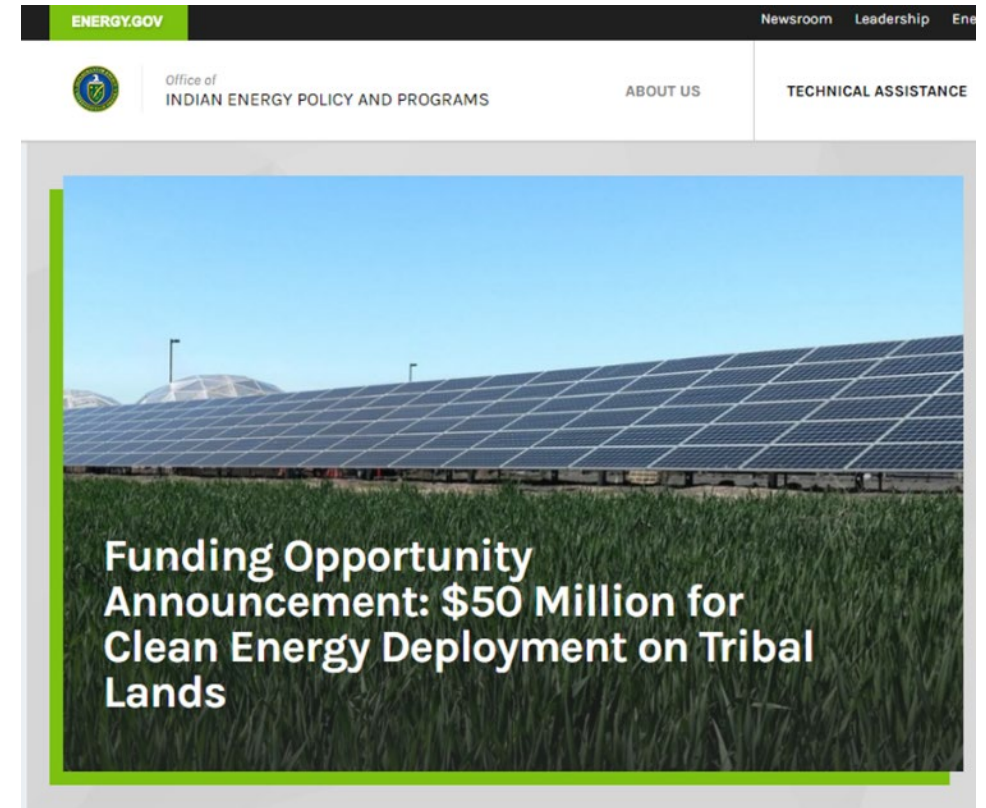 ENERGY.GOV
Newsroom Leadership Ene
Office of
INDIAN ENERGY POLICY AND PROGRAMS
ABOUT US
TECHNICAL ASSISTANCE
Funding Opportunity
Announcement: $50 Million for
Clean Energy Deployment on Tribal
Lands